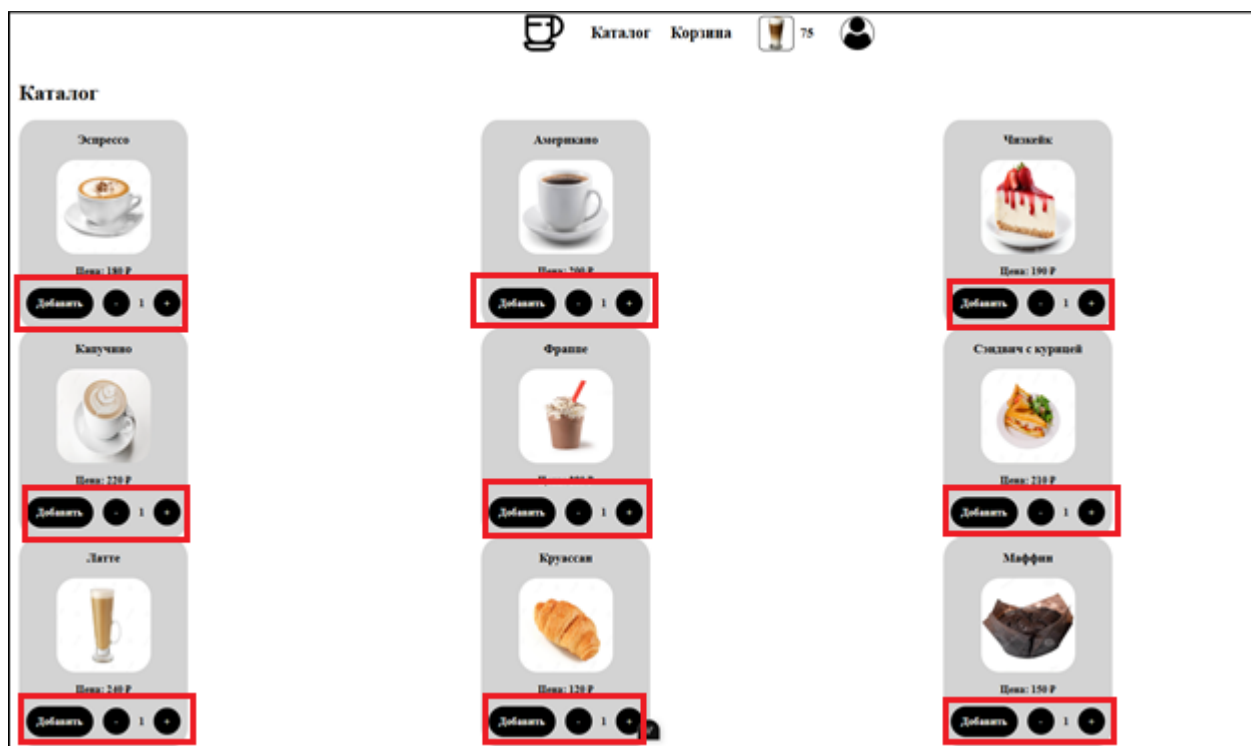 Каталог Корзина 75
Каталог
Эспрессо Американо Чизкейк
Цена: 180 ₽ Цена: 200 ₽ Цена: 190 ₽
Добавить - 1 + Добавить - 1 + Добавить - 1 +
Капучино Фраппе Сэндвич с курицей
Цена: 220 ₽ Цена: 210 ₽
Добавить - 1 + Добавить - 1 + Добавить - 1 +
Латте Круассан Маффин
Цена: 240 ₽ Цена: 120 ₽ Цена: 150 ₽
Добавить - 1 + Добавить - 1 + Добавить - 1 +